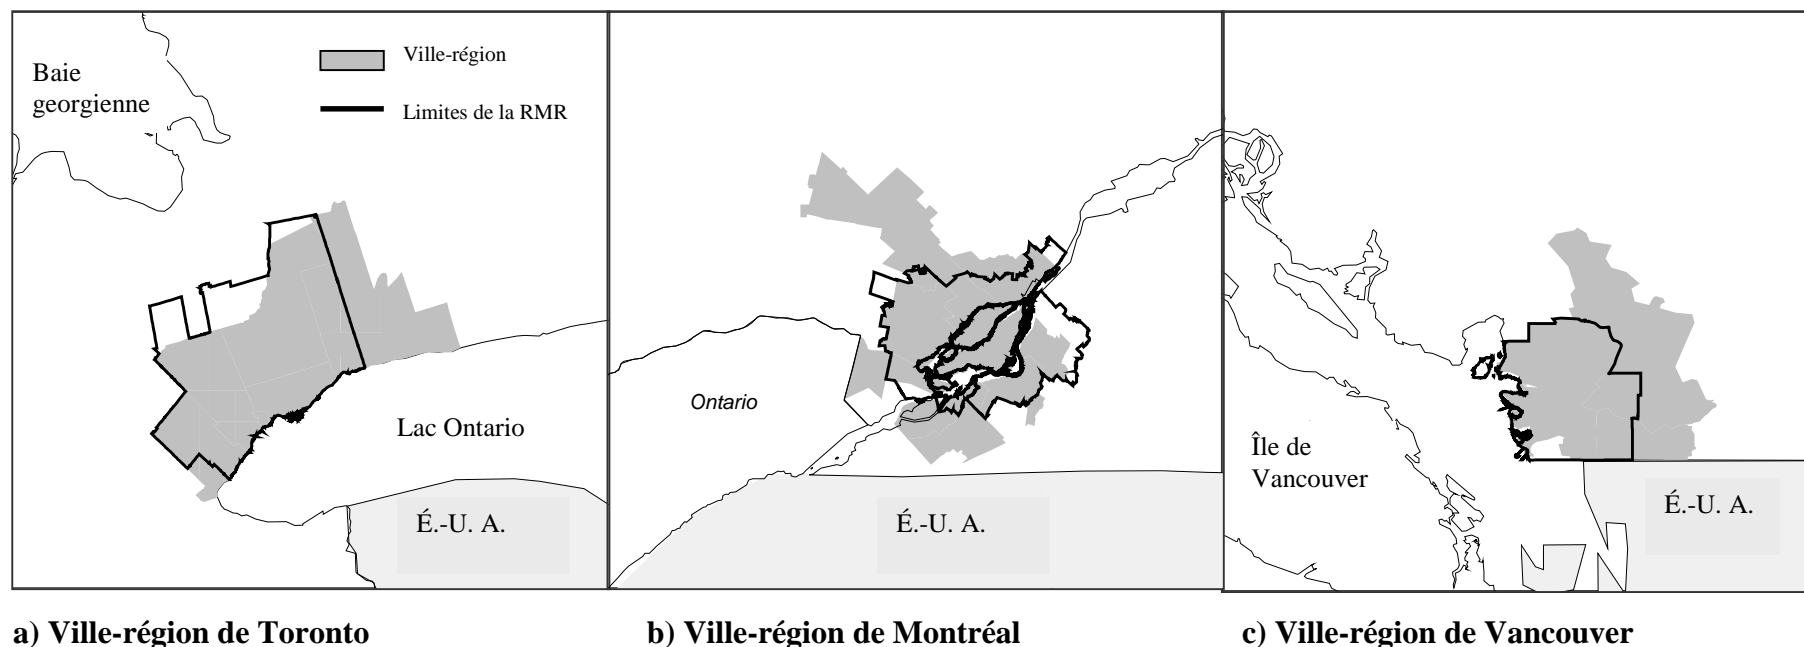 Baie
georgienne
Ville-région
Limites de la RMR
Lac Ontario
É.-U. A.
Ontario
É.-U. A.
Île de
Vancouver
É.-U. A.
a) Ville-région de Toronto
b) Ville-région de Montréal
c) Ville-région de Vancouver